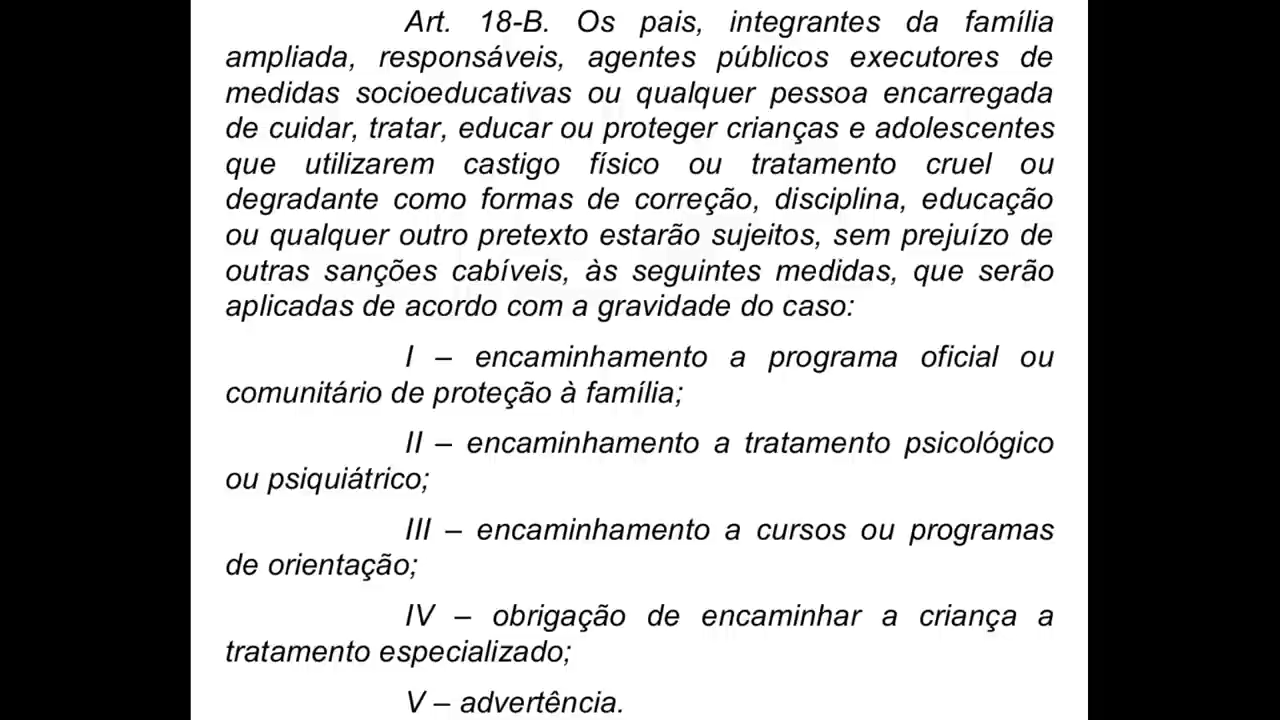 Art. 18-B. Os pais, integrantes da família
ampliada, responsáveis, agentes públicos executores de
medidas socioeducativas ou qualquer pessoa encarregada
de cuidar, tratar, educar ou proteger crianças e adolescentes
que utilizarem castigo físico ou tratamento cruel ou
degradante como formas de correção, disciplina, educação
ou qualquer outro pretexto estarão sujeitos, sem prejuízo de
outras sanções cabíveis, às seguintes medidas, que serão
aplicadas de acordo com a gravidade do caso:
I – encaminhamento a programa oficial ou
comunitário de proteção à família;
II – encaminhamento a tratamento psicológico
ou psiquiátrico;
III – encaminhamento a cursos ou programas
de orientação;
IV – obrigação de encaminhar a criança a
tratamento especializado;
V – advertência.